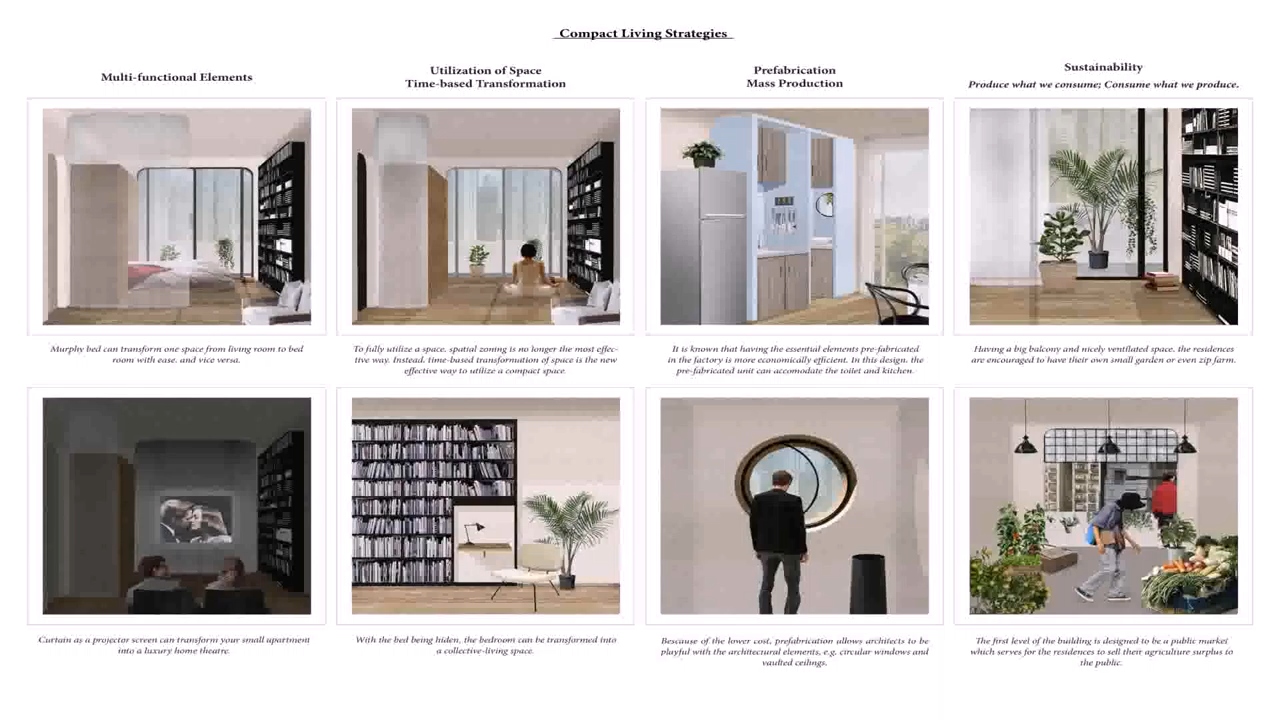 Compact Living Strategies
Multi-functional Elements
Utilization of Space
Time-based Transformation
Prefabrication
Mass Production
Sustainability
Produce what we consume; Consume what we produce.
Murphy bed can transform one space from living room to bed
room with ease, and vice versa.
To fully utilize a space, spatial zoning is no longer the most effec-
tive way. Instead, time-based transformation of space is the new
effective way to utilize a compact space.
It is known that having the essential elements pre-fabricated
in the factory is more economically efficient. In this design, the
pre-fabricated unit can accomodate the toilet and kitchen.
Having a big balcony and nicely ventilated space, the residences
are encouraged to have their own small garden or even zip farm.
Curtain as a projector screen can transform your small apartment
into a luxury home theatre.
With the bed being hiden, the bedroom can be transformed into
a collective-living space.
Bescause of the lower cost, prefabrication allows architects to be
playful with the architectural elements, e.g. circular windows and
vaulted ceilings.
The first level of the building is designed to be a public market
which serves for the residences to sell their agriculture surplus to
the public.